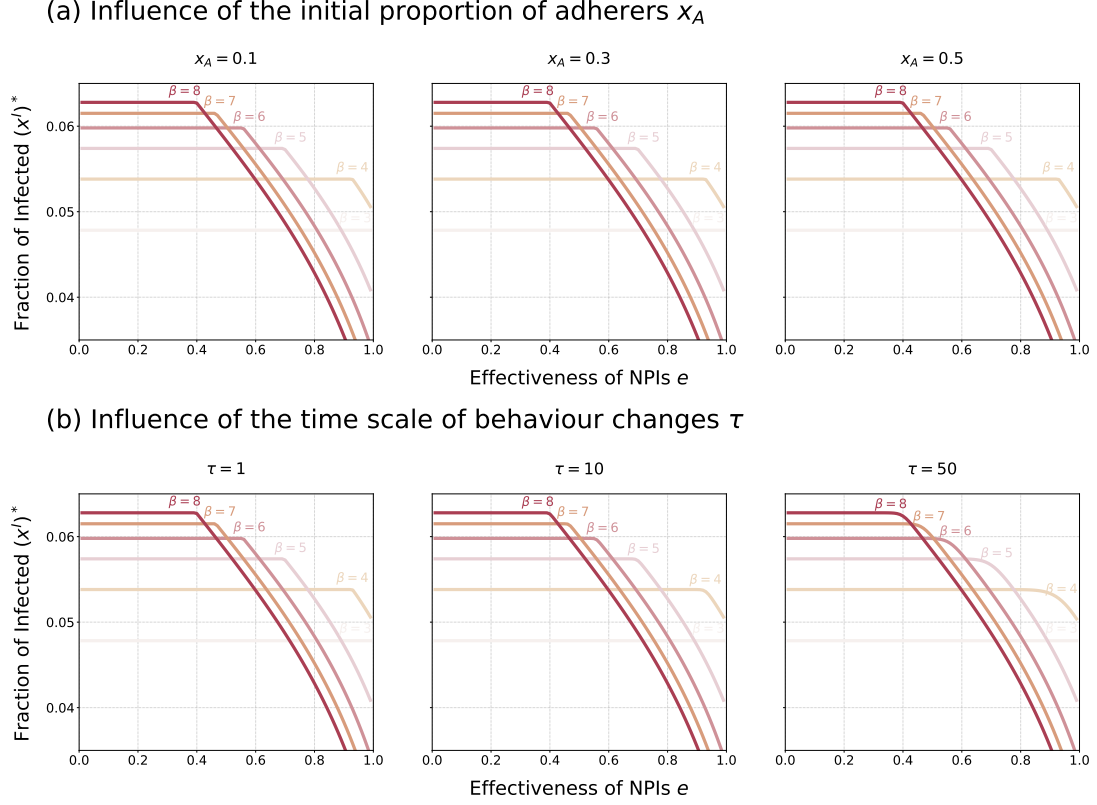 (a) Influence of the initial proportion of adherers x_A
x_A = 0.1
x_A = 0.3
x_A = 0.5
Fraction of Infected (x^I)^*
0.06
0.05
0.04
β = 8
β = 7
β = 6
β = 5
β = 4
β = 8
β = 7
β = 6
β = 5
β = 4
β = 3
β = 8
β = 7
β = 6
β = 5
β = 4
β = 3
0.0 0.2 0.4 0.6 0.8 1.0
0.0 0.2 0.4 0.6 0.8 1.0
0.0 0.2 0.4 0.6 0.8 1.0
Effectiveness of NPIs e
(b) Influence of the time scale of behaviour changes τ
τ = 1
τ = 10
τ = 50
Fraction of Infected (x^I)^*
0.06
0.05
0.04
β = 8
β = 7
β = 6
β = 5
β = 4
β =
β = 8
β = 7
β = 6
β = 5
β = 4
β = 3
β = 8
β = 7
β = 6
β = 5
β = 4
β = 3
0.0 0.2 0.4 0.6 0.8 1.0
0.0 0.2 0.4 0.6 0.8 1.0
0.0 0.2 0.4 0.6 0.8 1.0
Effectiveness of NPIs e